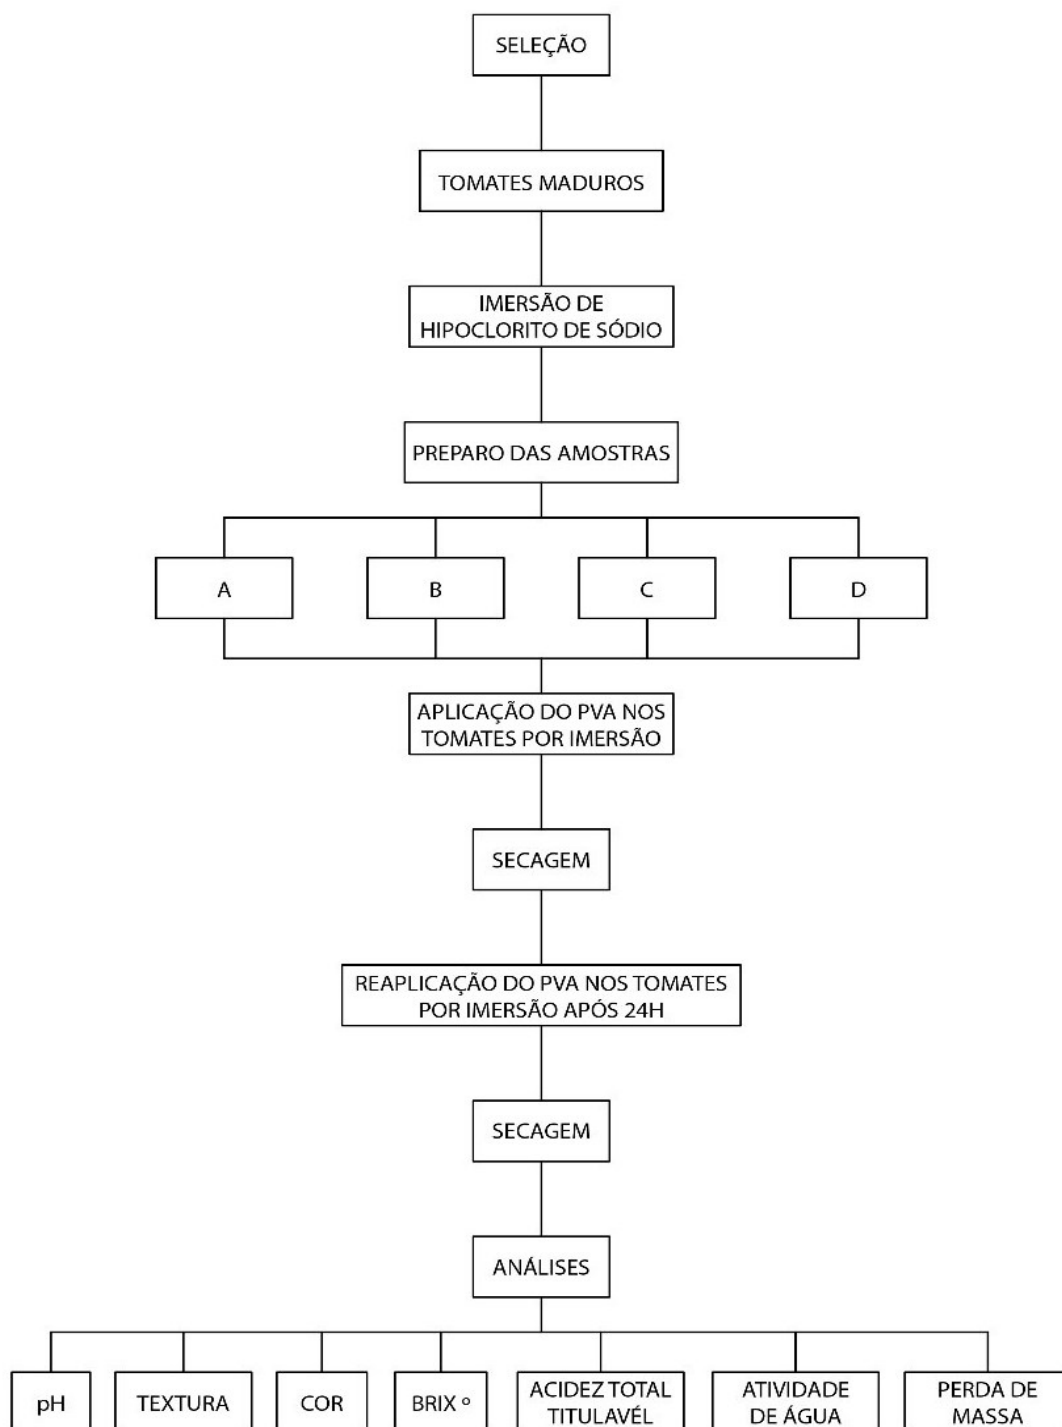 SELEÇÃO
TOMATES MADUROS
IMERSÃO DE
HIPOCLORITO DE SÓDIO
PREPARO DAS AMOSTRAS
A
B
C
D
APLICAÇÃO DO PVA NOS
TOMATES POR IMERSÃO
SECAGEM
REAPLICAÇÃO DO PVA NOS TOMATES
POR IMERSÃO APÓS 24H
SECAGEM
ANÁLISES
pH
TEXTURA
COR
BRIX º
ACIDEZ TOTAL
TITULAVÉL
ATIVIDADE
DE ÁGUA
PERDA DE
MASSA